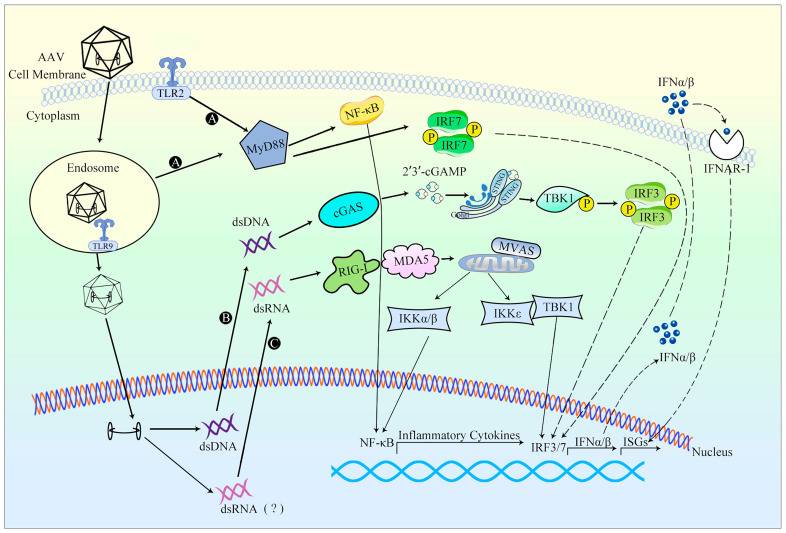 AAV
Cell Membrane
TLR2
Cytoplasm
A
A
MyD88
NF-κB
IRF7
P
P
IRF7
IFNα/β
IFNAR-1
Endosome
TLR9
dsDNA
cGAS
2'3'-cGAMP
STING
STING
Golgi
TBK1
P
IRF3
P
P
IRF3
dsRNA
RIG-I
MDA5
MVAS
B
C
IKKα/β
IKKε
TBK1
IFNα/β
dsDNA
dsRNA (?)
NF-κB
Inflammatory Cytokines
IRF3/7
IFNα/β
ISGs
Nucleus